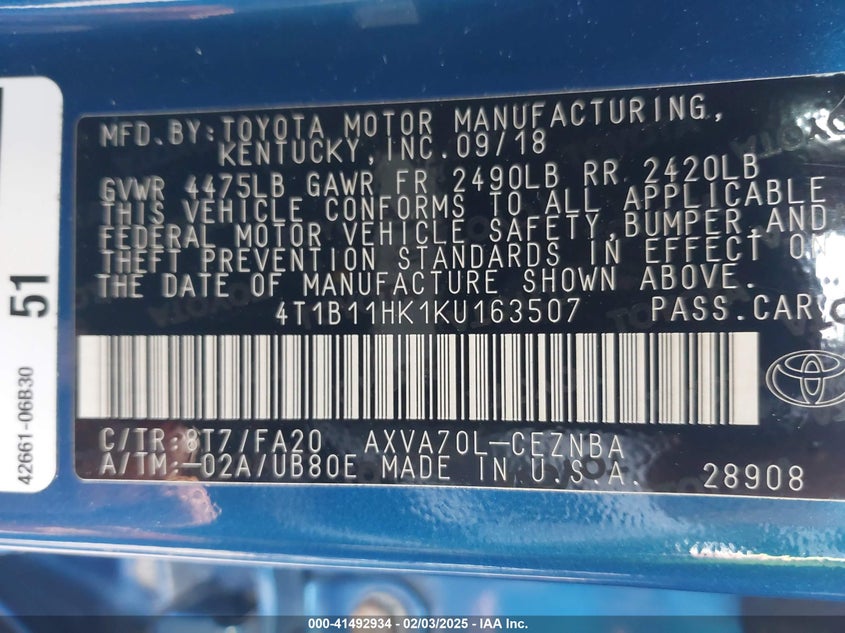 MFD.BY:TOYOTA MOTOR MANUFACTURING,
KENTUCKY,INC.09/18
GVWR 4475LB GAWR FR 2490LB RR 2420LB
THIS VEHICLE CONFORMS TO ALL APPLICABLE
FEDERAL MOTOR VEHICLE SAFETY,BUMPER,AND
THEFT PREVENTION STANDARDS IN EFFECT ON
THE DATE OF MANUFACTURE SHOWN ABOVE.
4T1B11HK1KU163507 PASS.CAR
C/TR:8T7/FA20 AXVA70L-CEZNBA
A/TM:-02A/UB80E MADE IN U.S.A. 28908
51
42661-06B30
000-41492934 - 02/03/2025 - IAA Inc.